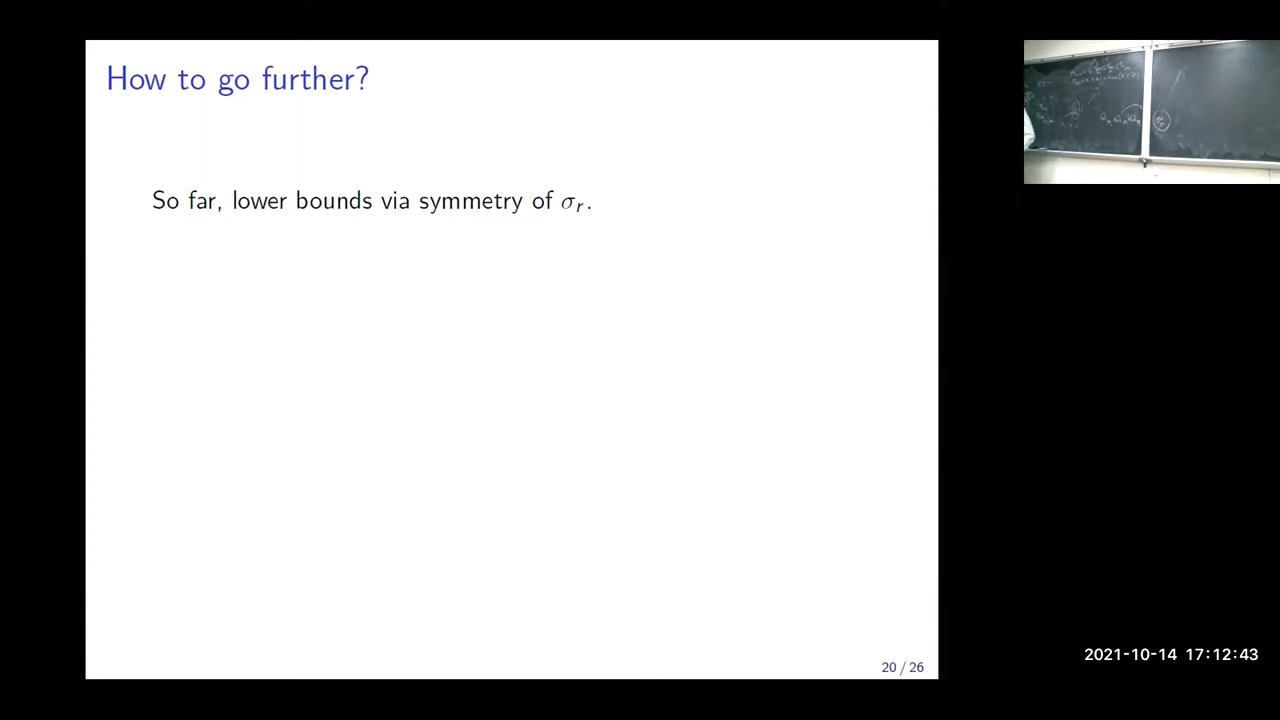 How to go further?
So far, lower bounds via symmetry of σᵣ.
20 / 26
2021-10-14 17:12:43